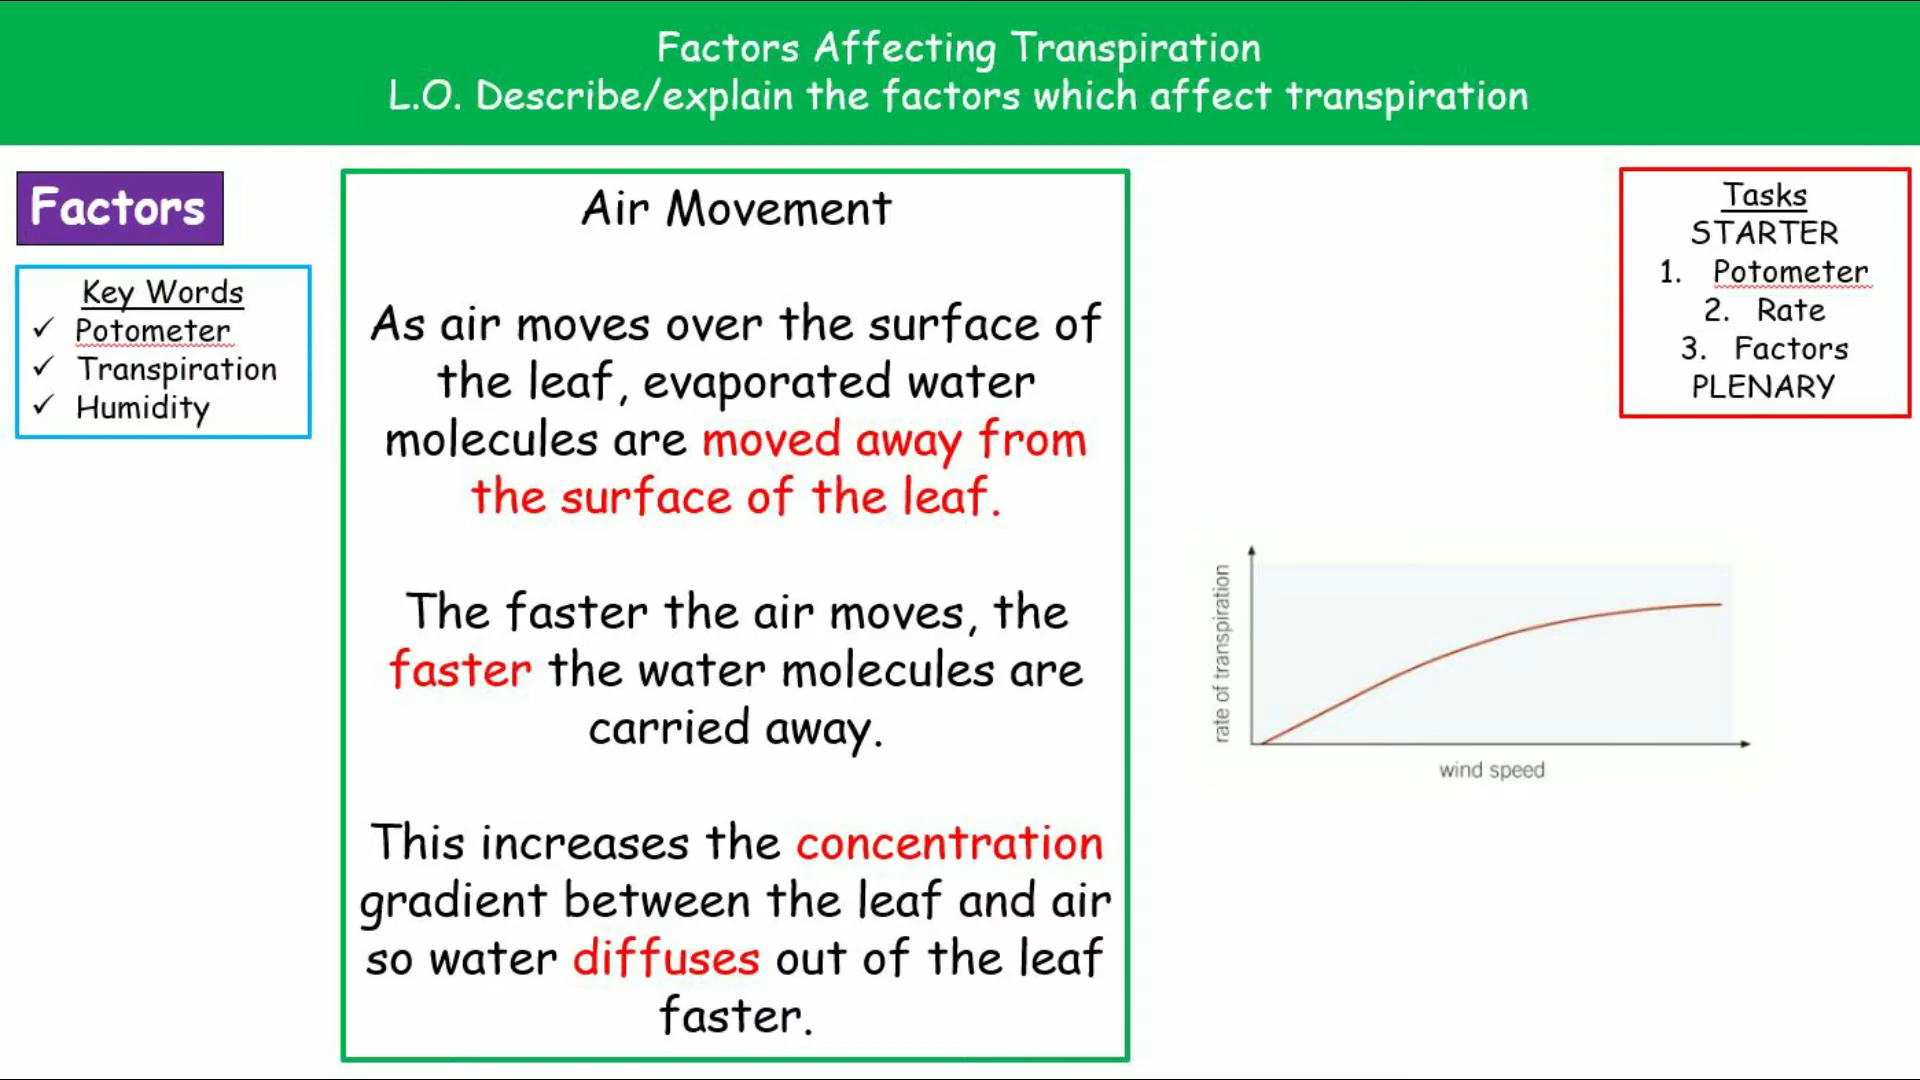 Factors Affecting Transpiration
L.O. Describe/explain the factors which affect transpiration
Factors
Key Words
✓ Potometer
✓ Transpiration
✓ Humidity
Air Movement
As air moves over the surface of
the leaf, evaporated water
molecules are moved away from
the surface of the leaf.
The faster the air moves, the
faster the water molecules are
carried away.
This increases the concentration
gradient between the leaf and air
so water diffuses out of the leaf
faster.
Tasks
STARTER
1. Potometer
2. Rate
3. Factors
PLENARY
rate of transpiration
wind speed